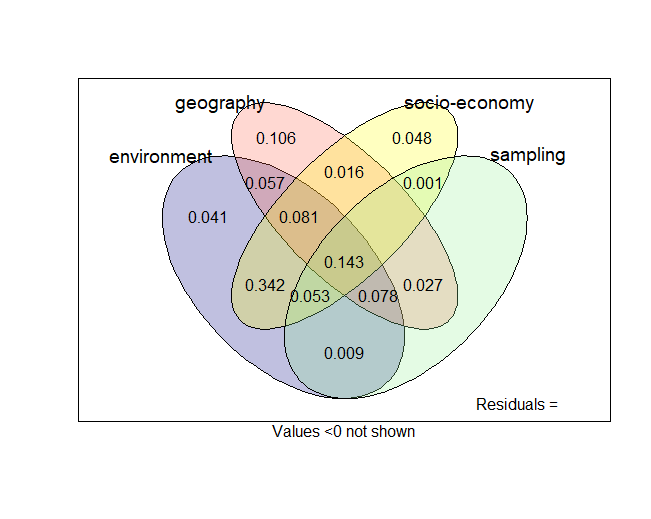 geography
socio-economy
environment
sampling
0.106
0.048
0.016
0.057
0.001
0.041
0.081
0.143
0.342
0.053
0.078
0.027
0.009
Residuals =
Values <0 not shown